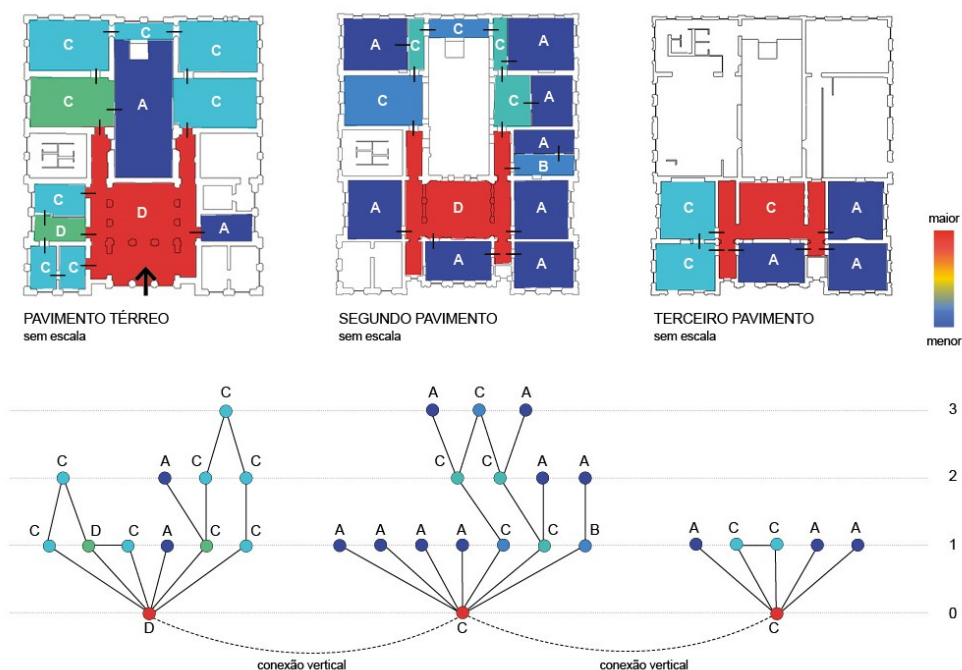 C
C C
C A C
C
D
C C
D
A
PAVIMENTO TÉRREO
sem escala
C
A C C A
C C A
A
B
A D A
A A
SEGUNDO PAVIMENTO
sem escala
C C A
C A A
TERCEIRO PAVIMENTO
sem escala
maior
menor
C A C A 3
C A C C C C A A 2
C D C A C C A A A A C C B A C C A A 1
D C C 0
conexão vertical conexão vertical